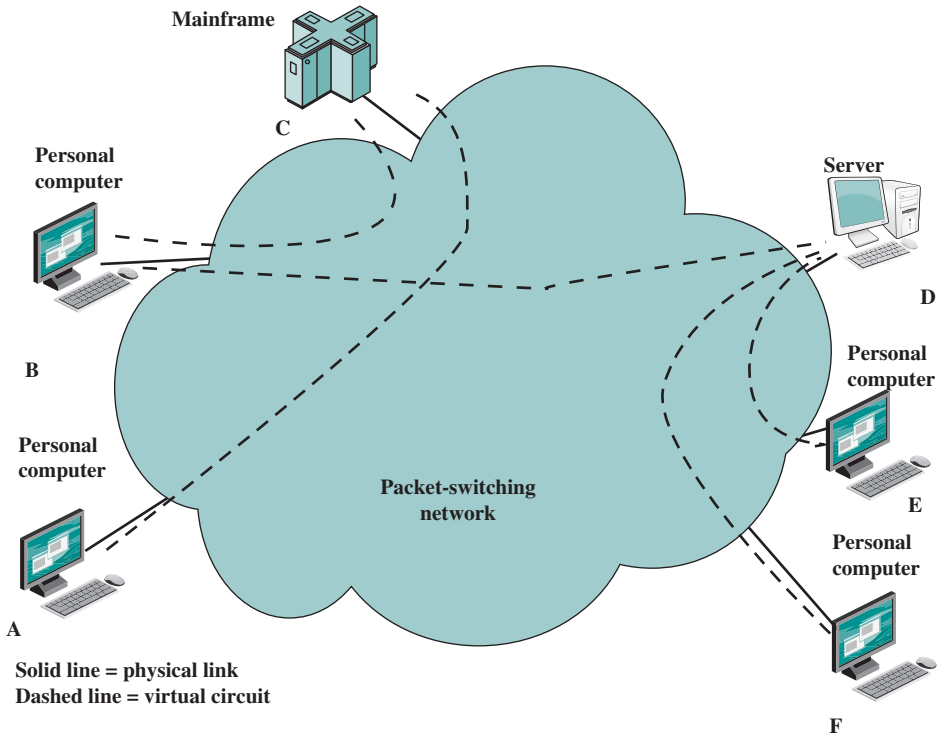 Mainframe
C
Personal
computer
Server
D
B
Personal
computer
Personal
computer
Packet-switching
network
E
Personal
computer
A
Solid line = physical link
Dashed line = virtual circuit
F